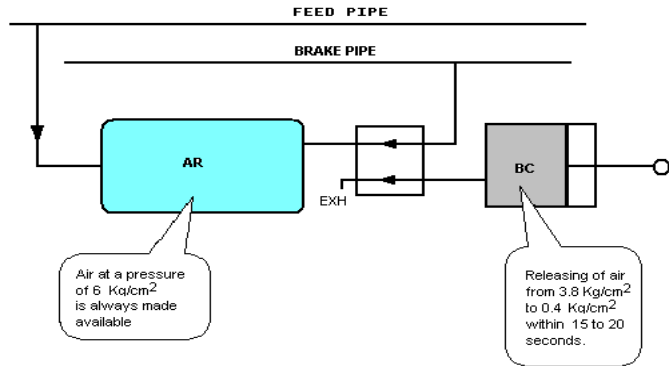 FEED PIPE
BRAKE PIPE
AR
BC
EXH
Air at a pressure
of 6 Kg/cm2
is always made
available
Releasing of air
from 3.8 Kg/cm2
to 0.4 Kg/cm2
within 15 to 20
seconds.